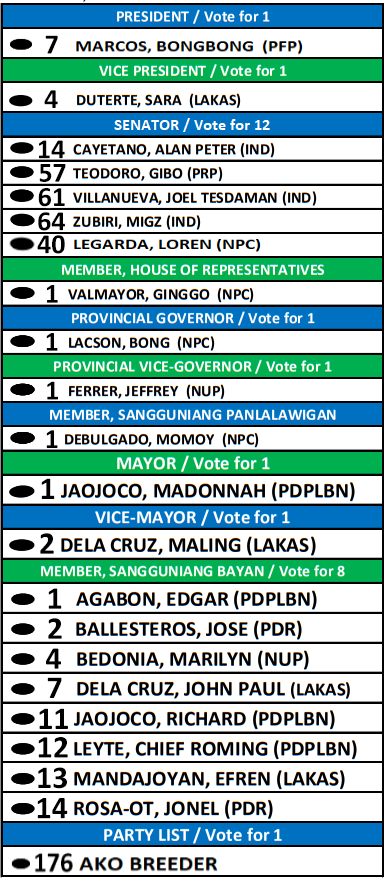 PRESIDENT / Vote for 1
7 MARCOS, BONGBONG (PFP)
VICE PRESIDENT / Vote for 1
4 DUTERTE, SARA (LAKAS)
SENATOR / Vote for 12
14 CAYETANO, ALAN PETER (IND)
57 TEODORO, GIBO (PRP)
61 VILLANUEVA, JOEL TESDAMAN (IND)
64 ZUBIRI, MIGZ (IND)
40 LEGARDA, LOREN (NPC)
MEMBER, HOUSE OF REPRESENTATIVES
1 VALMAYOR, GINGGO (NPC)
PROVINCIAL GOVERNOR / Vote for 1
1 LACSON, BONG (NPC)
PROVINCIAL VICE-GOVERNOR / Vote for 1
1 FERRER, JEFFREY (NUP)
MEMBER, SANGGUNIANG PANLALAWIGAN
1 DEBULGADO, MOMOY (NPC)
MAYOR / Vote for 1
1 JAOJOCO, MADONNAH (PDPLBN)
VICE-MAYOR / Vote for 1
2 DELA CRUZ, MALING (LAKAS)
MEMBER, SANGGUNIANG BAYAN / Vote for 8
1 AGABON, EDGAR (PDPLBN)
2 BALLESTEROS, JOSE (PDR)
4 BEDONIA, MARILYN (NUP)
7 DELA CRUZ, JOHN PAUL (LAKAS)
11 JAOJOCO, RICHARD (PDPLBN)
12 LEYTE, CHIEF ROMING (PDPLBN)
13 MANDAJOYAN, EFREN (LAKAS)
14 ROSA-OT, JONEL (PDR)
PARTY LIST / Vote for 1
176 AKO BREEDER